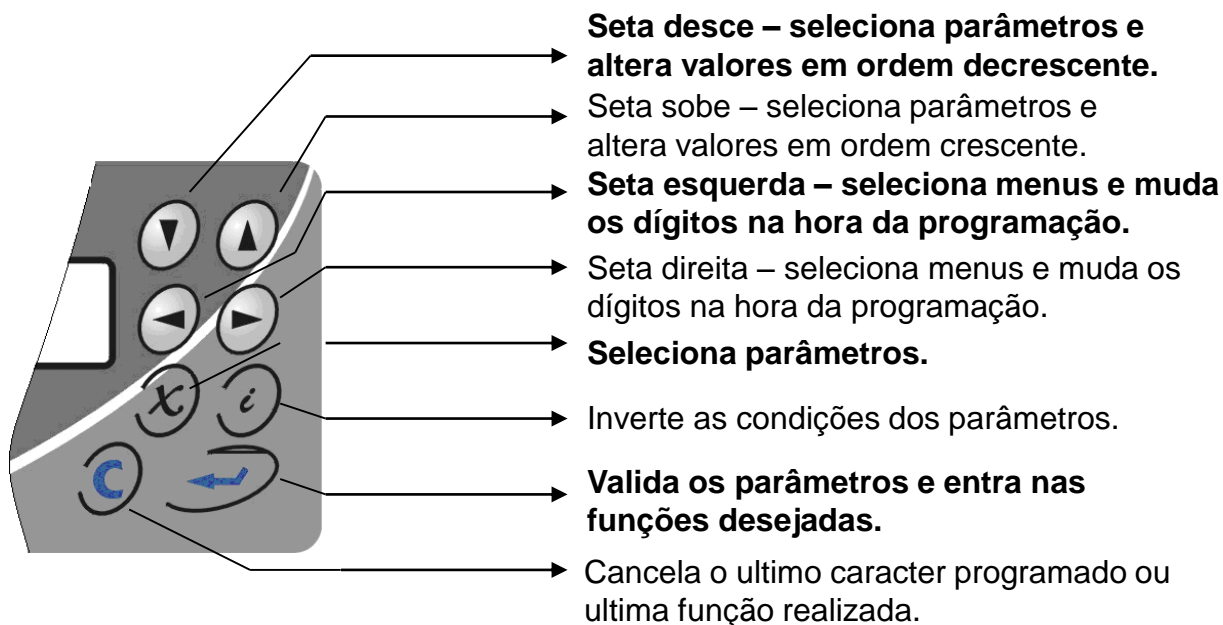 Seta desce – seleciona parâmetros e
altera valores em ordem decrescente.
Seta sobe – seleciona parâmetros e
altera valores em ordem crescente.
Seta esquerda – seleciona menus e muda
os dígitos na hora da programação.
Seta direita – seleciona menus e muda os
dígitos na hora da programação.
Seleciona parâmetros.
x i
Inverte as condições dos parâmetros.
C
Valida os parâmetros e entra nas
funções desejadas.
Cancela o ultimo caracter programado ou
ultima função realizada.